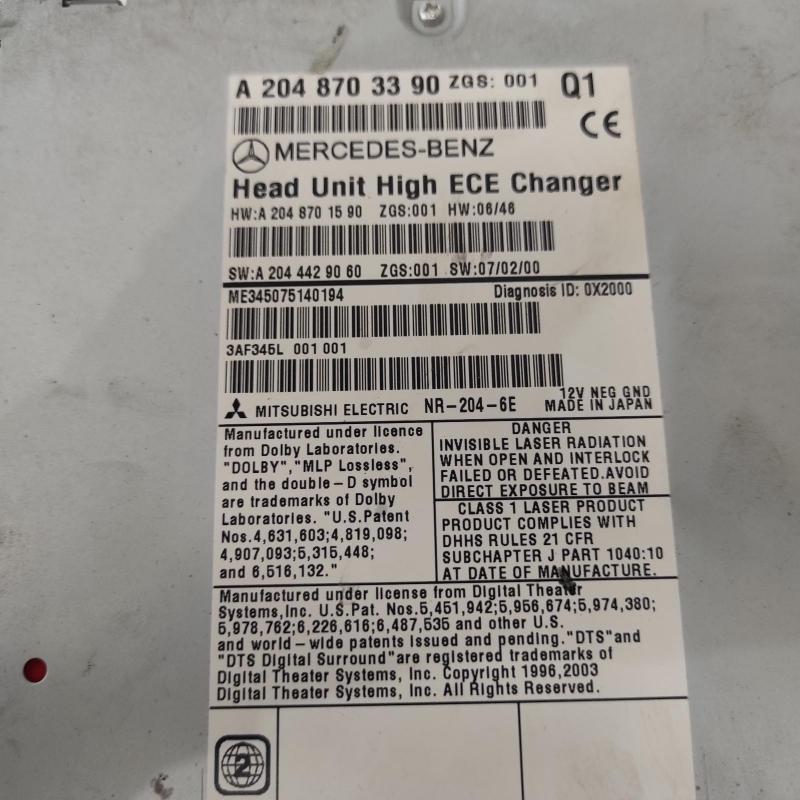 A 204 870 33 90 ZGS: 001 Q1
CE
MERCEDES-BENZ
Head Unit High ECE Changer
HW:A 204 870 15 90 ZGS:001 HW:06/46
SW:A 204 442 90 60 ZGS:001 SW:07/02/00
ME345075140194 Diagnosis ID: 0X2000
3AF345L 001 001
MITSUBISHI ELECTRIC NR-204-6E 12V NEG GND
MADE IN JAPAN
Manufactured under licence
from Dolby Laboratories.
"DOLBY","MLP Lossless",
and the double-D symbol
are trademarks of Dolby
Laboratories. "U.S.Patent
Nos.4,631,603;4,819,098;
4,907,093;5,315,448;
and 6,516,132."
DANGER
INVISIBLE LASER RADIATION
WHEN OPEN AND INTERLOCK
FAILED OR DEFEATED.AVOID
DIRECT EXPOSURE TO BEAM
CLASS 1 LASER PRODUCT
PRODUCT COMPLIES WITH
DHHS RULES 21 CFR
SUBCHAPTER J PART 1040:10
AT DATE OF MANUFACTURE.
Manufactured under license from Digital Theater
Systems,Inc. U.S.Pat. Nos.5,451,942;5,956,674;5,974,380;
5,978,762;6,226,616;6,487,535 and other U.S.
and world-wide patents issued and pending."DTS"and
"DTS Digital Surround"are registered trademarks of
Digital Theater Systems, Inc. Copyright 1996,2003
Digital Theater Systems, Inc. All Rights Reserved.
2